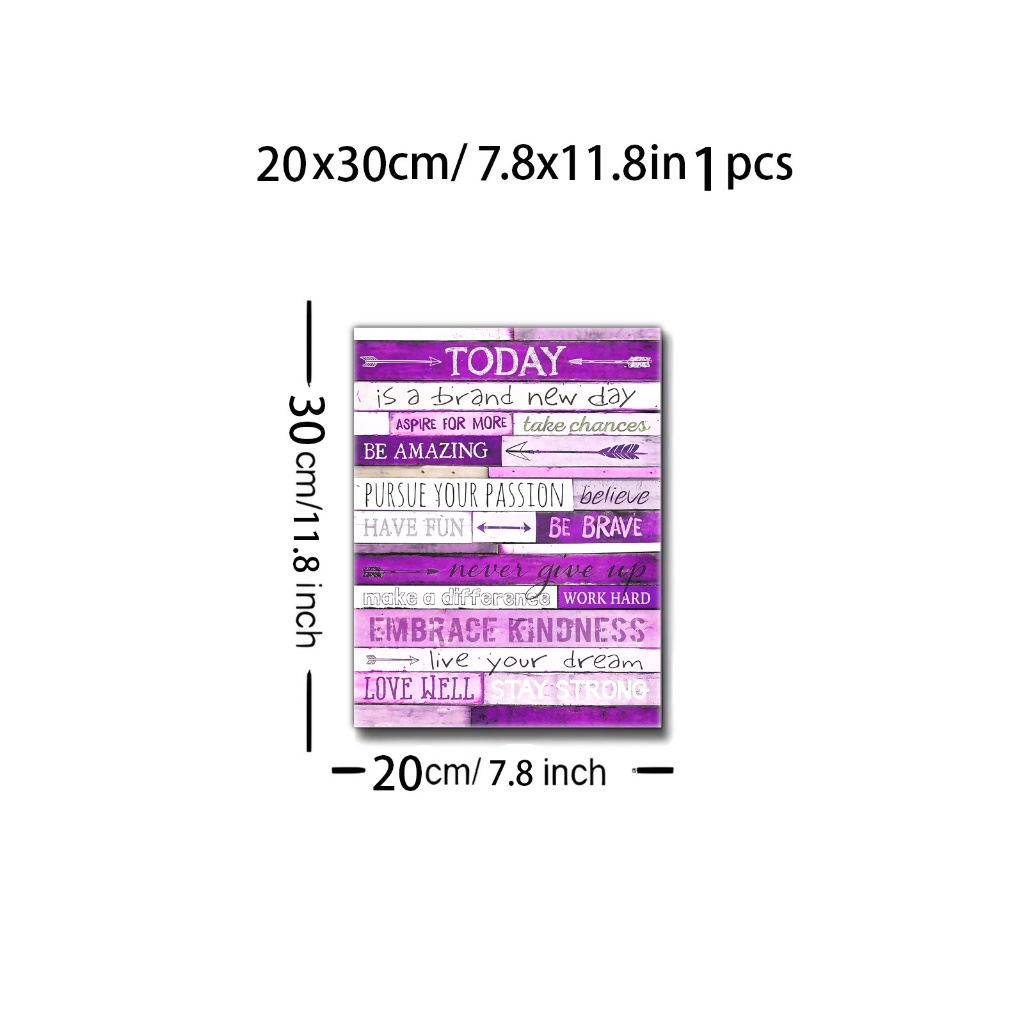 20x30cm/ 7.8x11.8in 1 pcs
TODAY
is a brand new day
ASPIRE FOR MORE take chances
BE AMAZING
PURSUE YOUR PASSION believe
HAVE FUN BE BRAVE
never give up
make a difference WORK HARD
EMBRACE KINDNESS
live your dream
LOVE WELL STAY STRONG
30 cm/11.8 inch
20cm/ 7.8 inch